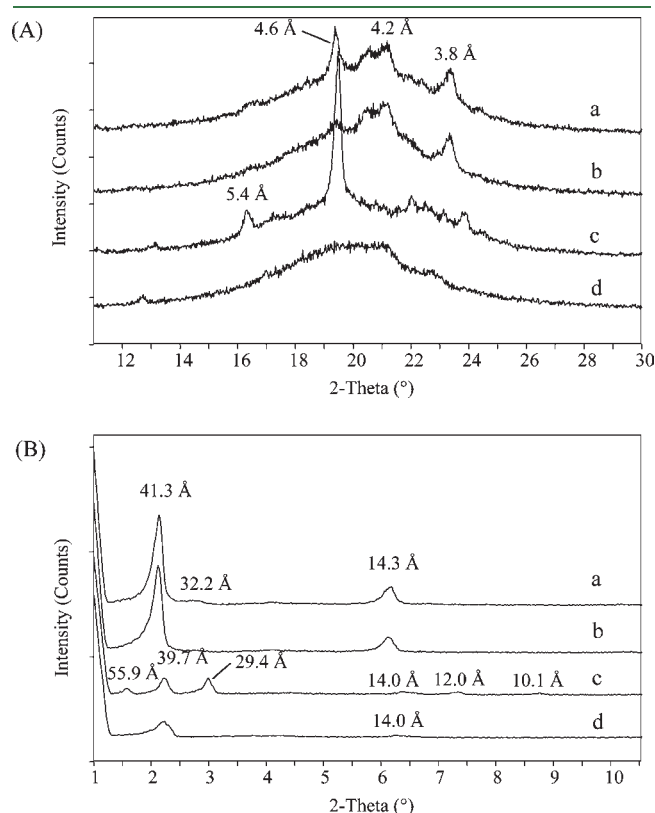 (A)
4.6 Å
4.2 Å
3.8 Å
a
b
5.4 Å
c
d
Intensity (Counts)
12 14 16 18 20 22 24 26 28 30
2-Theta (°)
(B)
41.3 Å
32.2 Å
14.3 Å
a
b
55.9 Å 39.7 Å 29.4 Å
14.0 Å 12.0 Å 10.1 Å
c
14.0 Å
d
Intensity (Counts)
1 2 3 4 5 6 7 8 9 10
2-Theta (°)